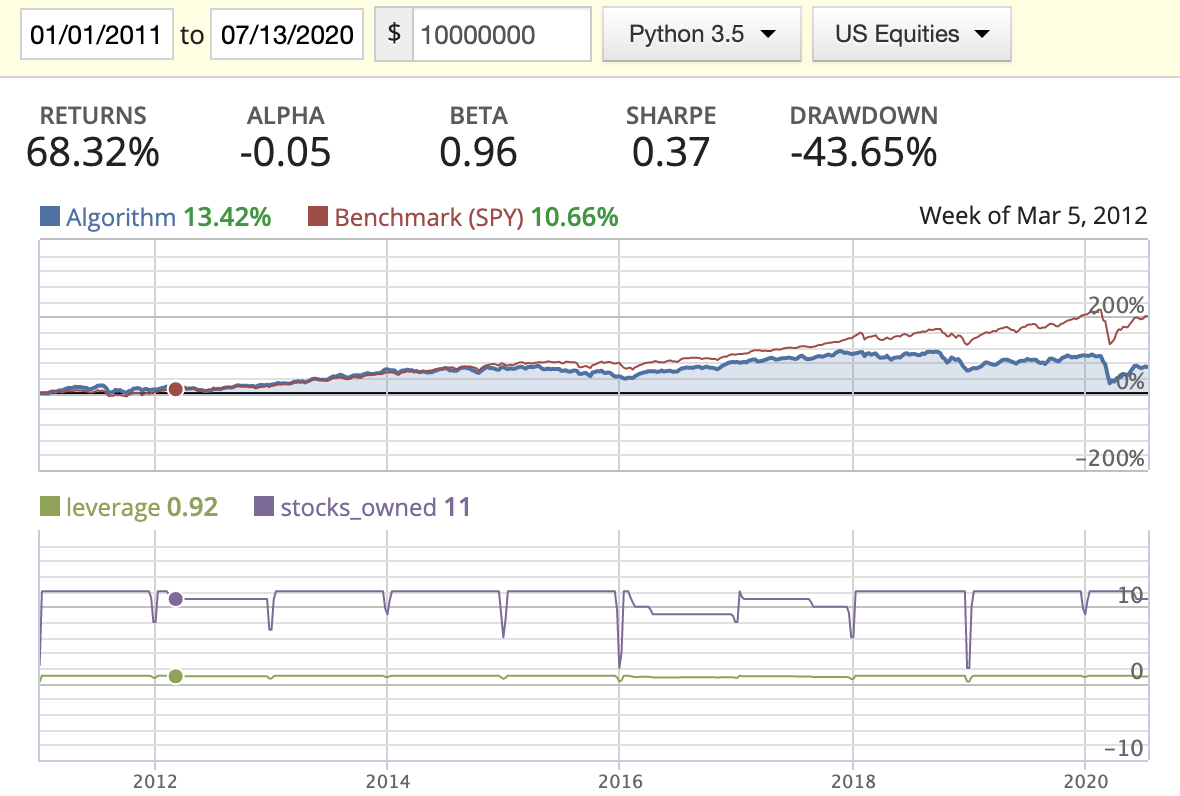 01/01/2011 to 07/13/2020 $ 10000000 Python 3.5 US Equities
RETURNS ALPHA BETA SHARPE DRAWDOWN
68.32% -0.05 0.96 0.37 -43.65%
Algorithm 13.42% Benchmark (SPY) 10.66% Week of Mar 5, 2012
200%
0%
−200%
leverage 0.92 stocks_owned 11
10
0
−10
2012 2014 2016 2018 2020